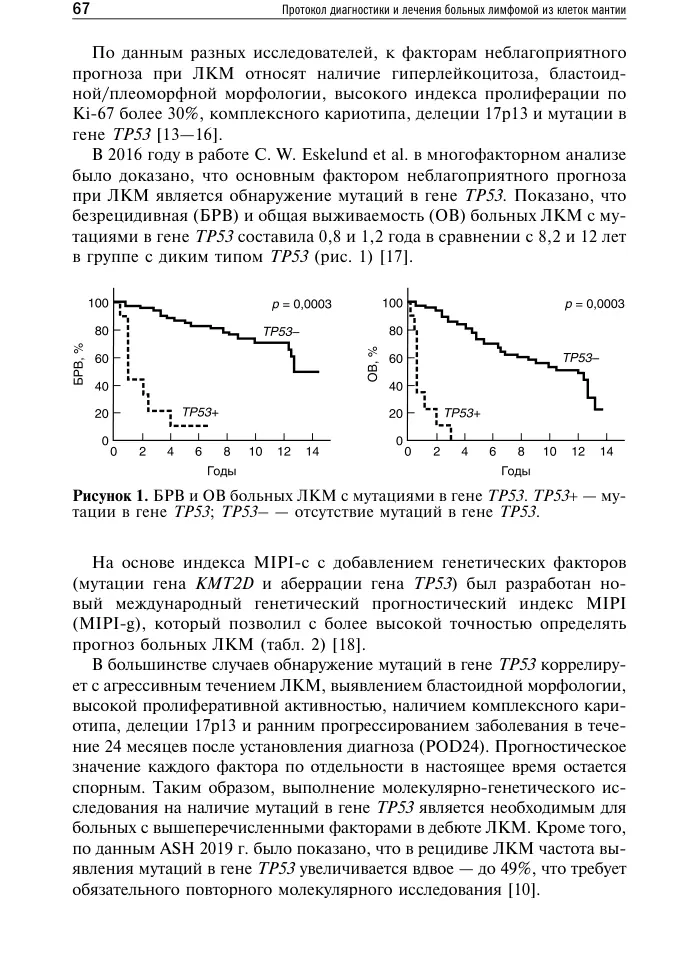 67
Протокол диагностики и лечения больных лимфомой из клеток мантии
По данным разных исследователей, к факторам неблагоприятного
прогноза при ЛКМ относят наличие гиперлейкоцитоза, бластоид-
ной/плеоморфной морфологии, высокого индекса пролиферации по
Ki-67 более 30%, комплексного кариотипа, делеции 17p13 и мутации в
гене TP53 [13—16].
В 2016 году в работе C. W. Eskelund et al. в многофакторном анализе
было доказано, что основным фактором неблагоприятного прогноза
при ЛКМ является обнаружение мутаций в гене TP53. Показано, что
безрецидивная (БРВ) и общая выживаемость (ОВ) больных ЛКМ с му-
тациями в гене TP53 составила 0,8 и 1,2 года в сравнении с 8,2 и 12 лет
в группе с диким типом TP53 (рис. 1) [17].
БРВ, %
100
80
60
40
20
0
p = 0,0003
TP53–
TP53+
0 2 4 6 8 10 12 14
Годы
ОВ, %
100
80
60
40
20
0
p = 0,0003
TP53–
TP53+
0 2 4 6 8 10 12 14
Годы
Рисунок 1. БРВ и ОВ больных ЛКМ с мутациями в гене TP53. TP53+ — му-
тации в гене TP53; TP53– — отсутствие мутаций в гене TP53.
На основе индекса MIPI-c с добавлением генетических факторов
(мутации гена KMT2D и аберрации гена TP53) был разработан но-
вый международный генетический прогностический индекс MIPI
(MIPI-g), который позволил с более высокой точностью определять
прогноз больных ЛКМ (табл. 2) [18].
В большинстве случаев обнаружение мутаций в гене TP53 коррелиру-
ет с агрессивным течением ЛКМ, выявлением бластоидной морфологии,
высокой пролиферативной активностью, наличием комплексного кари-
отипа, делеции 17p13 и ранним прогрессированием заболевания в тече-
ние 24 месяцев после установления диагноза (POD24). Прогностическое
значение каждого фактора по отдельности в настоящее время остается
спорным. Таким образом, выполнение молекулярно-генетического ис-
следования на наличие мутаций в гене TP53 является необходимым для
больных с вышеперечисленными факторами в дебюте ЛКМ. Кроме того,
по данным ASH 2019 г. было показано, что в рецидиве ЛКМ частота вы-
явления мутаций в гене TP53 увеличивается вдвое — до 49%, что требует
обязательного повторного молекулярного исследования [10].